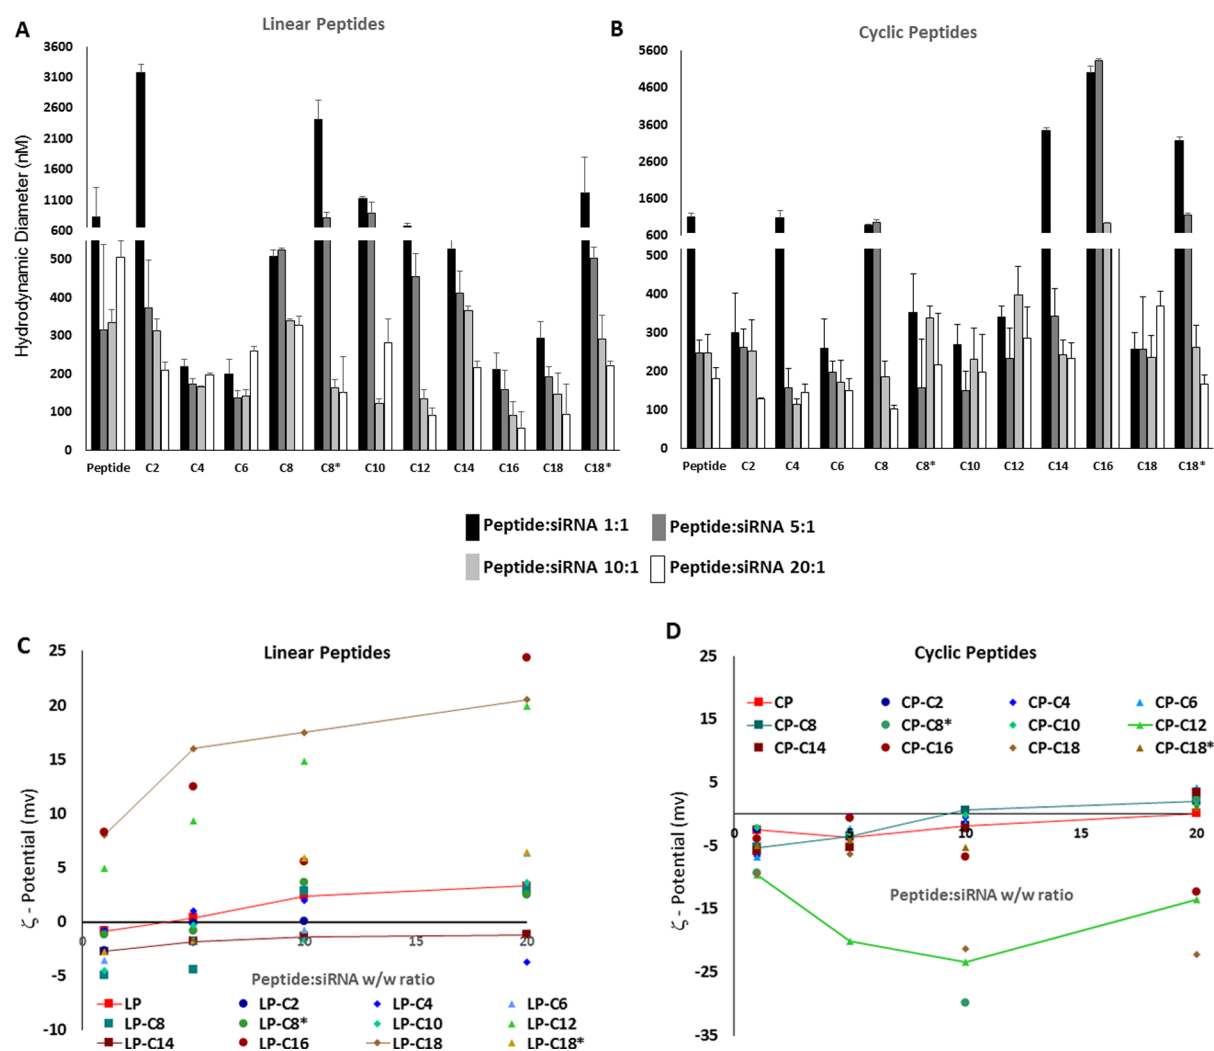 A
Linear Peptides
Hydrodynamic Diameter (nM)
3600
3100
2600
2100
1600
1100
600
500
400
300
200
100
0
Peptide C2 C4 C6 C8 C8* C10 C12 C14 C16 C18 C18*
B
Cyclic Peptides
5600
4600
3600
2600
1600
600
500
400
300
200
100
0
Peptide C2 C4 C6 C8 C8* C10 C12 C14 C16 C18 C18*
Peptide:siRNA 1:1 Peptide:siRNA 5:1
Peptide:siRNA 10:1 Peptide:siRNA 20:1
C
Linear Peptides
ζ - Potential (mv)
25
20
15
10
5
0
-5
-10
0 10 20
Peptide:siRNA w/w ratio
LP LP-C2 LP-C4 LP-C6
LP-C8 LP-C8* LP-C10 LP-C12
LP-C14 LP-C16 LP-C18 LP-C18*
D
Cyclic Peptides
ζ - Potential (mv)
25
15
5
-5
-15
-25
-35
CP CP-C2 CP-C4 CP-C6
CP-C8 CP-C8* CP-C10 CP-C12
CP-C14 CP-C16 CP-C18 CP-C18*
0 5 10 15 20
Peptide:siRNA w/w ratio